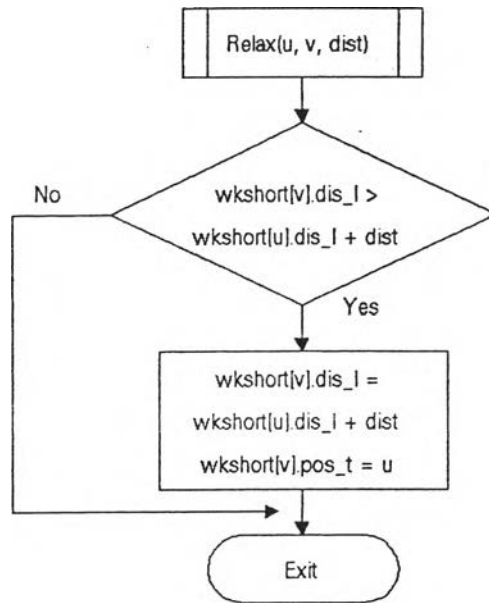 Relax(u, v, dist)
No
wkshort[v].dis_l >
wkshort[u].dis_l + dist
Yes
wkshort[v].dis_l =
wkshort[u].dis_l + dist
wkshort[v].pos_t = u
Exit